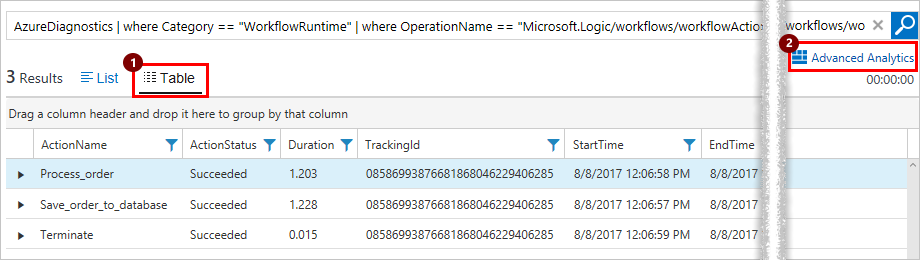 AzureDiagnostics | where Category == "WorkflowRuntime" | where OperationName == "Microsoft.Logic/workflows/workflowActio workflows/wo
2
Advanced Analytics
1
3 Results List Table 00:00:00
Drag a column header and drop it here to group by that column
ActionName ActionStatus Duration TrackingId StartTime EndTime
Process_order Succeeded 1.203 08586993876681868046229406285 8/8/2017 12:06:58 PM 8/8/2017
Save_order_to_database Succeeded 1.228 08586993876681868046229406285 8/8/2017 12:06:57 PM 8/8/2017
Terminate Succeeded 0.015 08586993876681868046229406285 8/8/2017 12:06:59 PM 8/8/2017